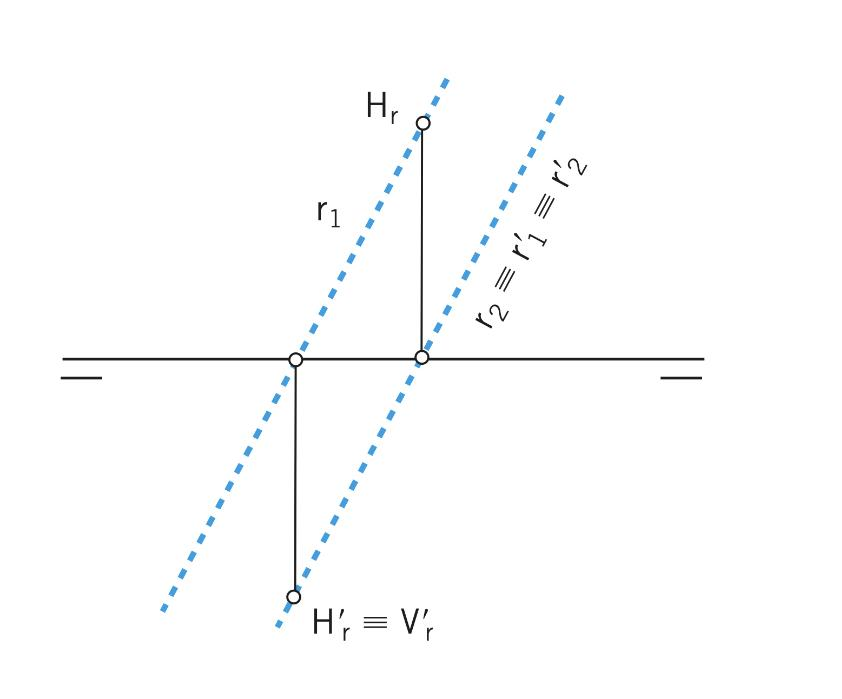 Hᵣ
r₁
r₂ ≡ r′₁ ≡ r′₂
H′ᵣ ≡ V′ᵣ